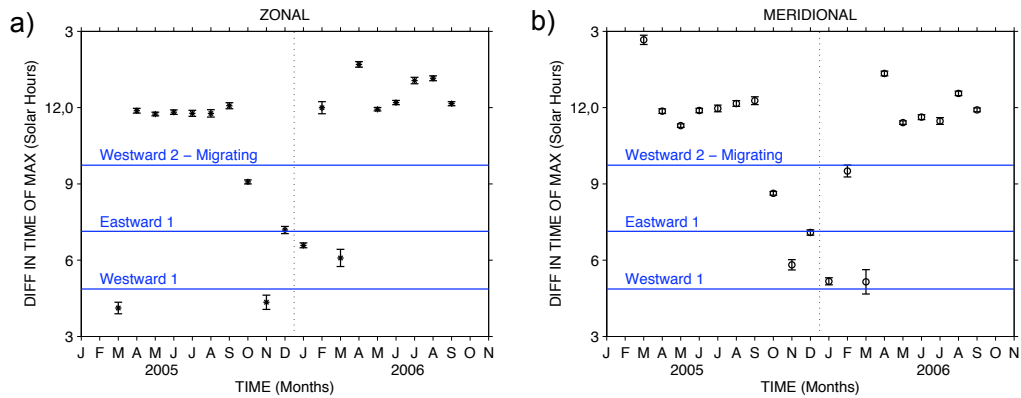 a)
ZONAL
DIFF IN TIME OF MAX (Solar Hours)
3
12,0
9
6
3
Westward 2 – Migrating
Eastward 1
Westward 1
J F M A M J J A S O N D J F M A M J J A S O N
2005 2006
TIME (Months)
b)
MERIDIONAL
DIFF IN TIME OF MAX (Solar Hours)
3
12,0
9
6
3
Westward 2 – Migrating
Eastward 1
Westward 1
J F M A M J J A S O N D J F M A M J J A S O N
2005 2006
TIME (Months)